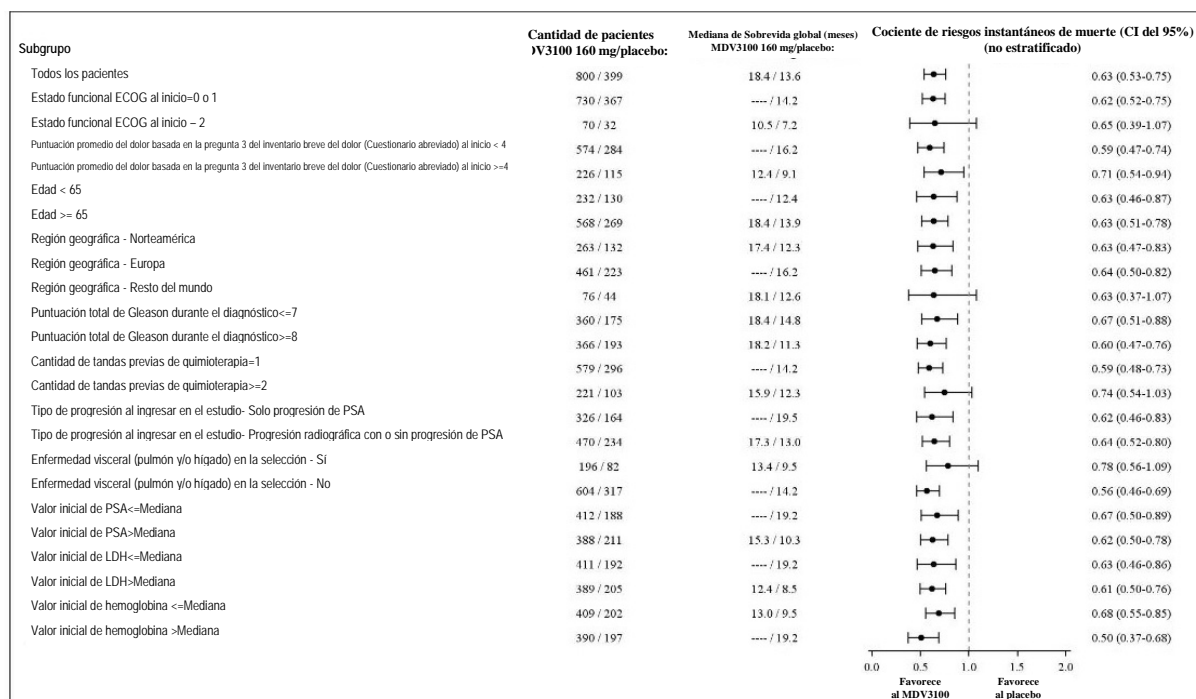 Subgrupo Cantidad de pacientes DV3100 160 mg/placebo: Mediana de Sobrevida global (meses) MDV3100 160 mg/placebo: Cociente de riesgos instantáneos de muerte (CI del 95%) (no estratificado)
Todos los pacientes 800 / 399 18.4 / 13.6 0.63 (0.53-0.75)
Estado funcional ECOG al inicio=0 o 1 730 / 367 ---- / 14.2 0.62 (0.52-0.75)
Estado funcional ECOG al inicio – 2 70 / 32 10.5 / 7.2 0.65 (0.39-1.07)
Puntuación promedio del dolor basada en la pregunta 3 del inventario breve del dolor (Cuestionario abreviado) al inicio < 4 574 / 284 ---- / 16.2 0.59 (0.47-0.74)
Puntuación promedio del dolor basada en la pregunta 3 del inventario breve del dolor (Cuestionario abreviado) al inicio >=4 226 / 115 12.4 / 9.1 0.71 (0.54-0.94)
Edad < 65 232 / 130 ---- / 12.4 0.63 (0.46-0.87)
Edad >= 65 568 / 269 18.4 / 13.9 0.63 (0.51-0.78)
Región geográfica - Norteamérica 263 / 132 17.4 / 12.3 0.63 (0.47-0.83)
Región geográfica - Europa 461 / 223 ---- / 16.2 0.64 (0.50-0.82)
Región geográfica - Resto del mundo 76 / 44 18.1 / 12.6 0.63 (0.37-1.07)
Puntuación total de Gleason durante el diagnóstico<=7 360 / 175 18.4 / 14.8 0.67 (0.51-0.88)
Puntuación total de Gleason durante el diagnóstico>=8 366 / 193 18.2 / 11.3 0.60 (0.47-0.76)
Cantidad de tandas previas de quimioterapia=1 579 / 296 ---- / 14.2 0.59 (0.48-0.73)
Cantidad de tandas previas de quimioterapia>=2 221 / 103 15.9 / 12.3 0.74 (0.54-1.03)
Tipo de progresión al ingresar en el estudio- Solo progresión de PSA 326 / 164 ---- / 19.5 0.62 (0.46-0.83)
Tipo de progresión al ingresar en el estudio- Progresión radiográfica con o sin progresión de PSA 470 / 234 17.3 / 13.0 0.64 (0.52-0.80)
Enfermedad visceral (pulmón y/o hígado) en la selección - Sí 196 / 82 13.4 / 9.5 0.78 (0.56-1.09)
Enfermedad visceral (pulmón y/o hígado) en la selección - No 604 / 317 ---- / 14.2 0.56 (0.46-0.69)
Valor inicial de PSA<=Mediana 412 / 188 ---- / 19.2 0.67 (0.50-0.89)
Valor inicial de PSA>Mediana 388 / 211 15.3 / 10.3 0.62 (0.50-0.78)
Valor inicial de LDH<=Mediana 411 / 192 ---- / 19.2 0.63 (0.46-0.86)
Valor inicial de LDH>Mediana 389 / 205 12.4 / 8.5 0.61 (0.50-0.76)
Valor inicial de hemoglobina <=Mediana 409 / 202 13.0 / 9.5 0.68 (0.55-0.85)
Valor inicial de hemoglobina >Mediana 390 / 197 ---- / 19.2 0.50 (0.37-0.68)
0.0 0.5 1.0 1.5 2.0
Favorece al MDV3100 Favorece al placebo